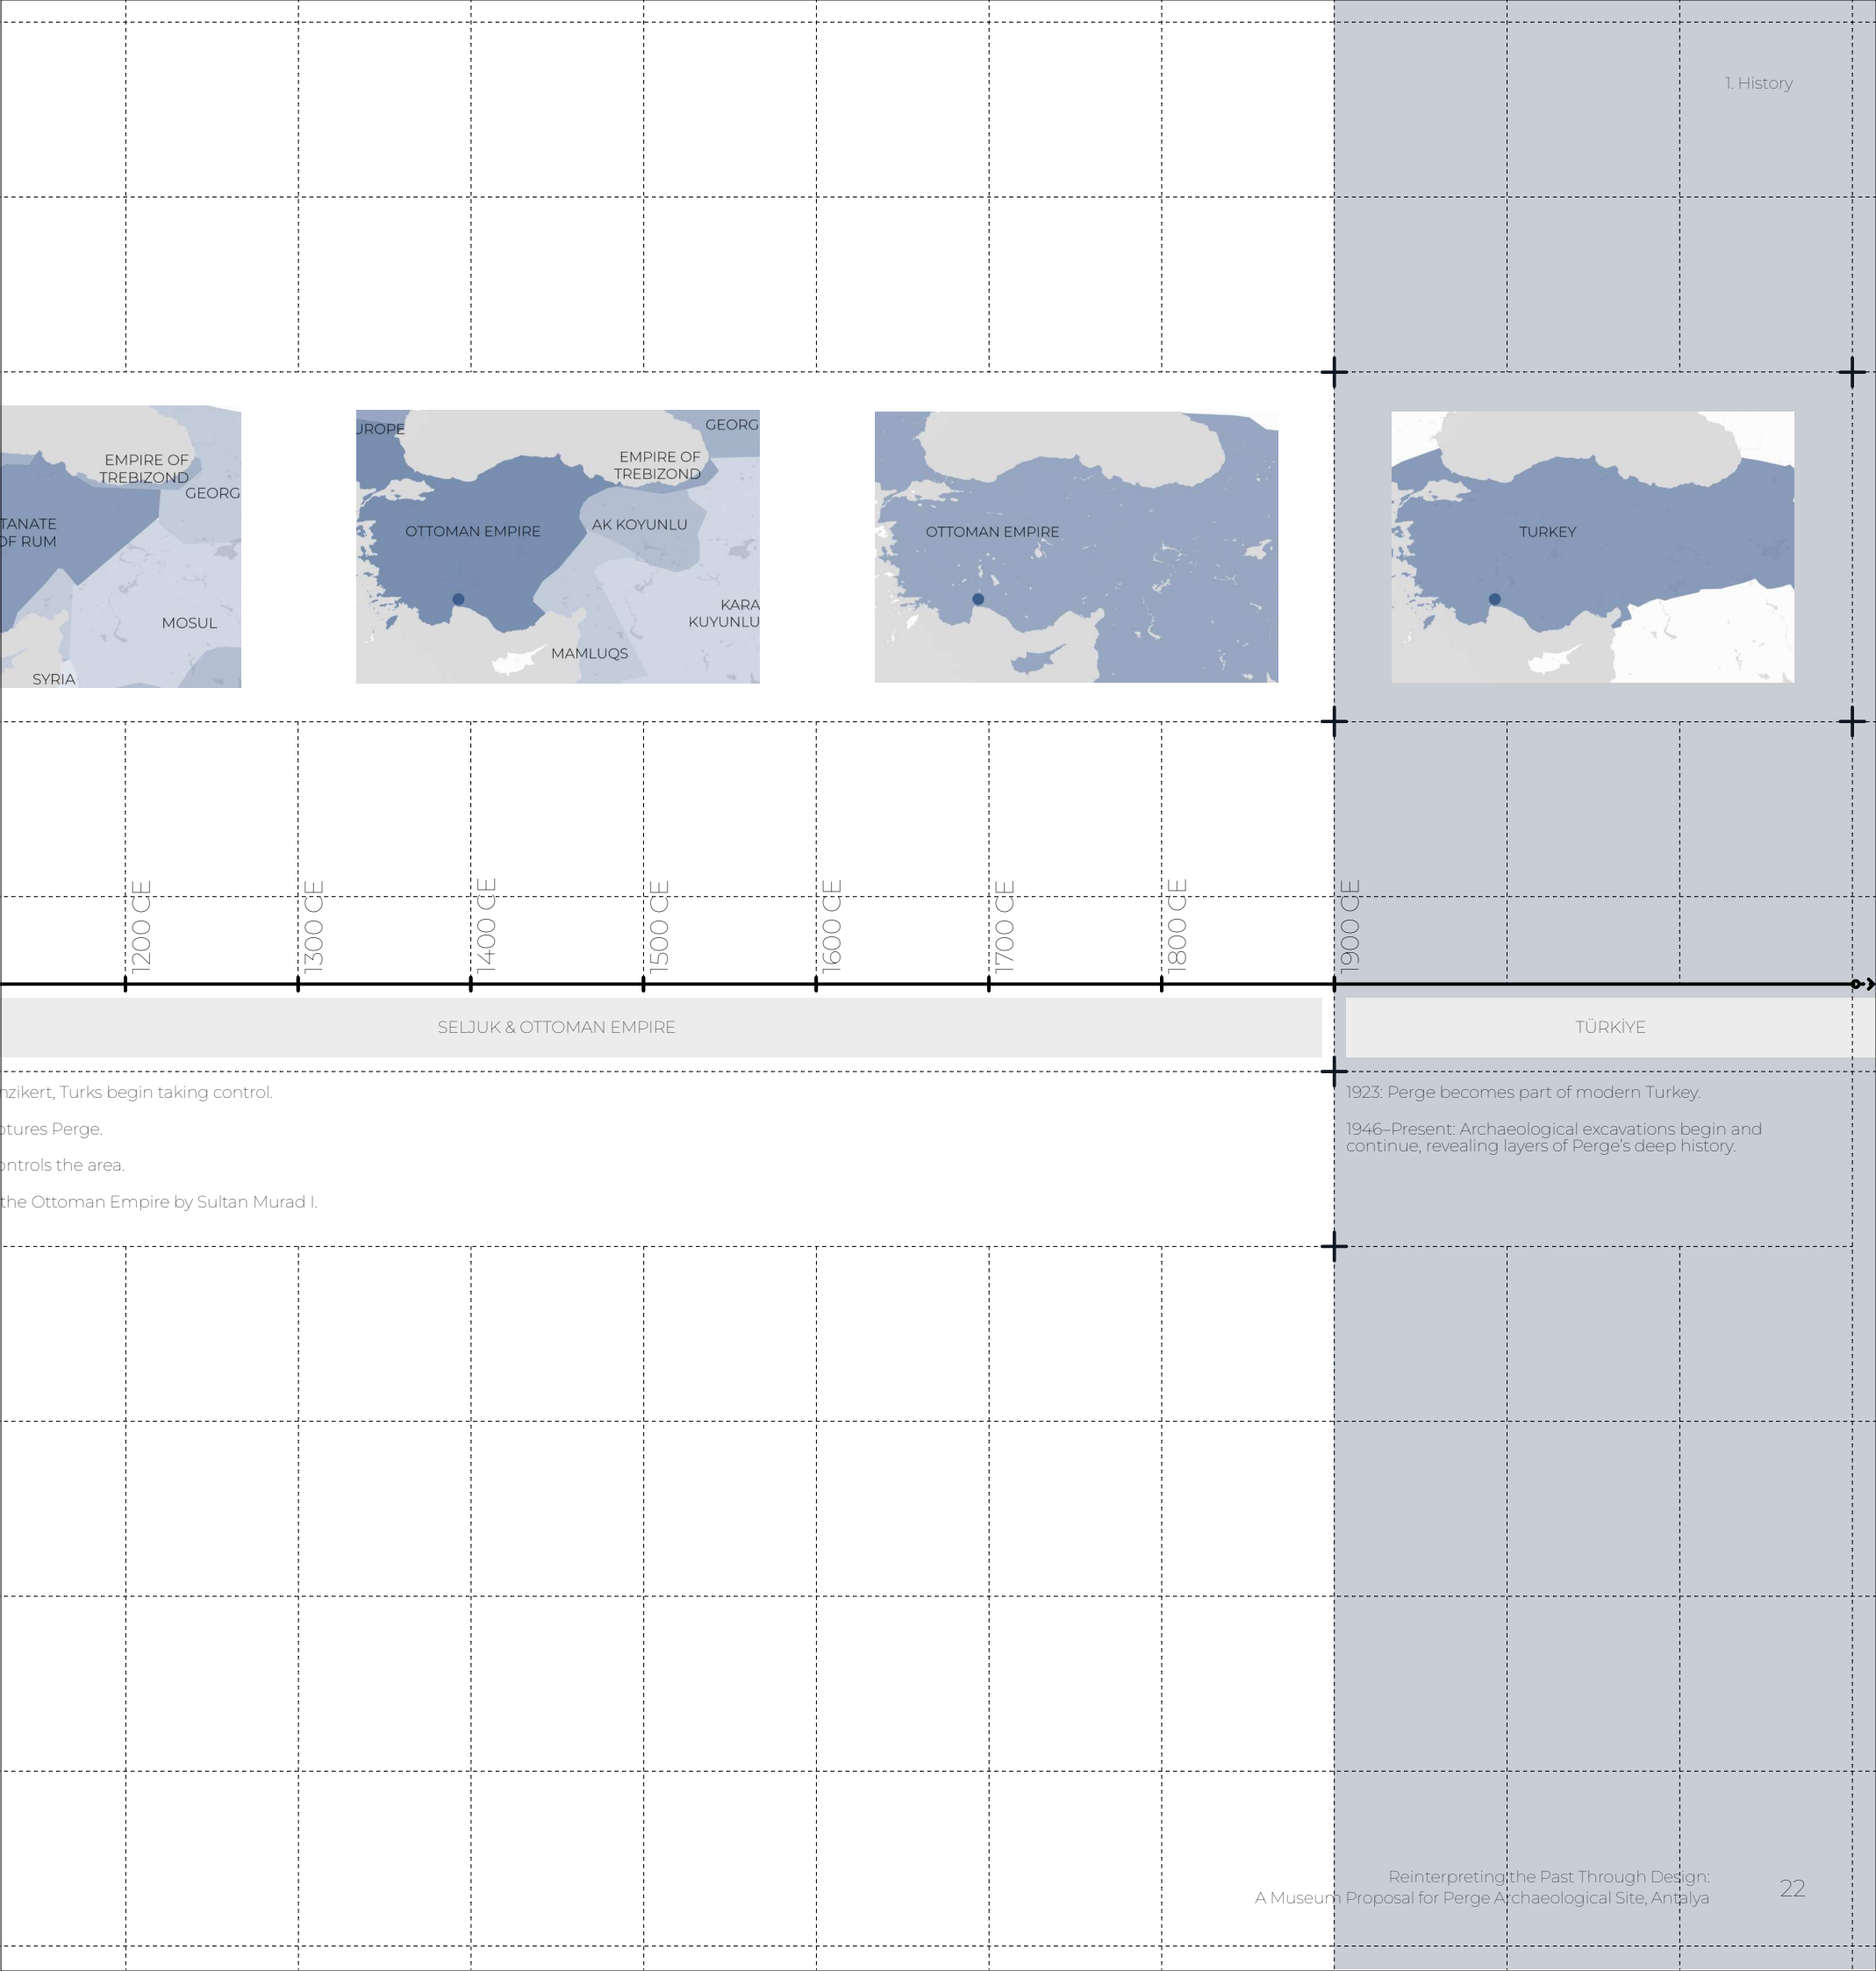 1. History
EMPIRE OF
TREBIZOND
GEORG
TANATE
OF RUM
MOSUL
SYRIA
UROPE
GEORG
EMPIRE OF
TREBIZOND
OTTOMAN EMPIRE
AK KOYUNLU
KARA
KUYUNLU
MAMLUQS
OTTOMAN EMPIRE
TURKEY
1200 CE
1300 CE
1400 CE
1500 CE
1600 CE
1700 CE
1800 CE
1900 CE
SELJUK & OTTOMAN EMPIRE
TÜRKİYE
nzikert, Turks begin taking control.
ptures Perge.
ontrols the area.
the Ottoman Empire by Sultan Murad I.
1923: Perge becomes part of modern Turkey.
1946–Present: Archaeological excavations begin and
continue, revealing layers of Perge's deep history.
Reinterpreting the Past Through Design:
A Museum Proposal for Perge Archaeological Site, Antalya
22